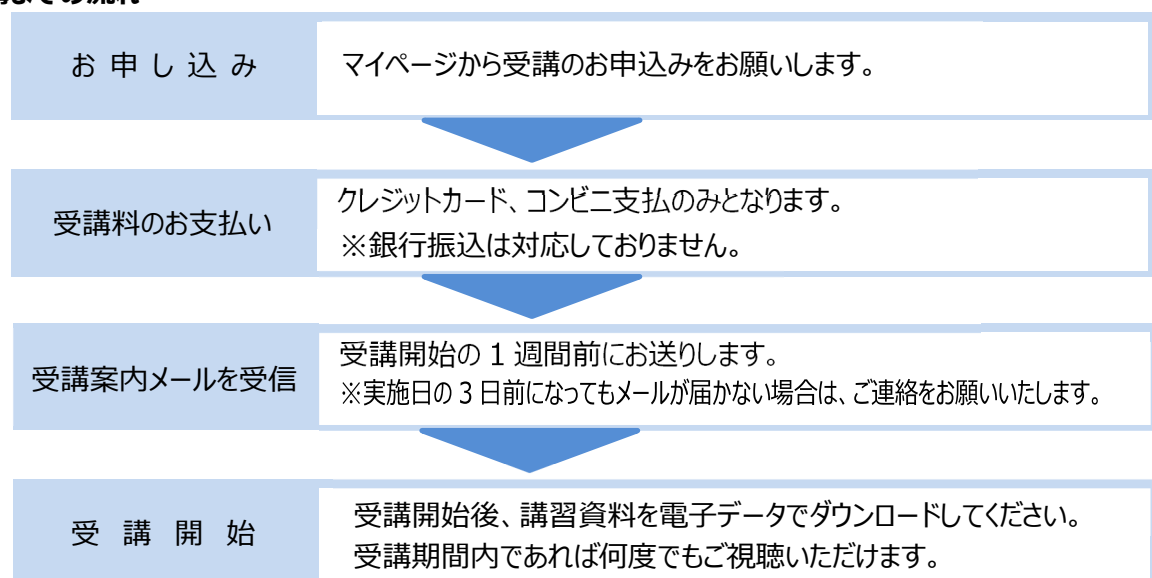 までの流れ
お申し込み
マイページから受講のお申込みをお願いします。
受講料のお支払い
クレジットカード、コンビニ支払のみとなります。
※銀行振込は対応しておりません。
受講案内メールを受信
受講開始の1週間前にお送りします。
※実施日の3日前になってもメールが届かない場合は、ご連絡をお願いいたします。
受講開始
受講開始後、講習資料を電子データでダウンロードしてください。
受講期間内であれば何度でもご視聴いただけます。